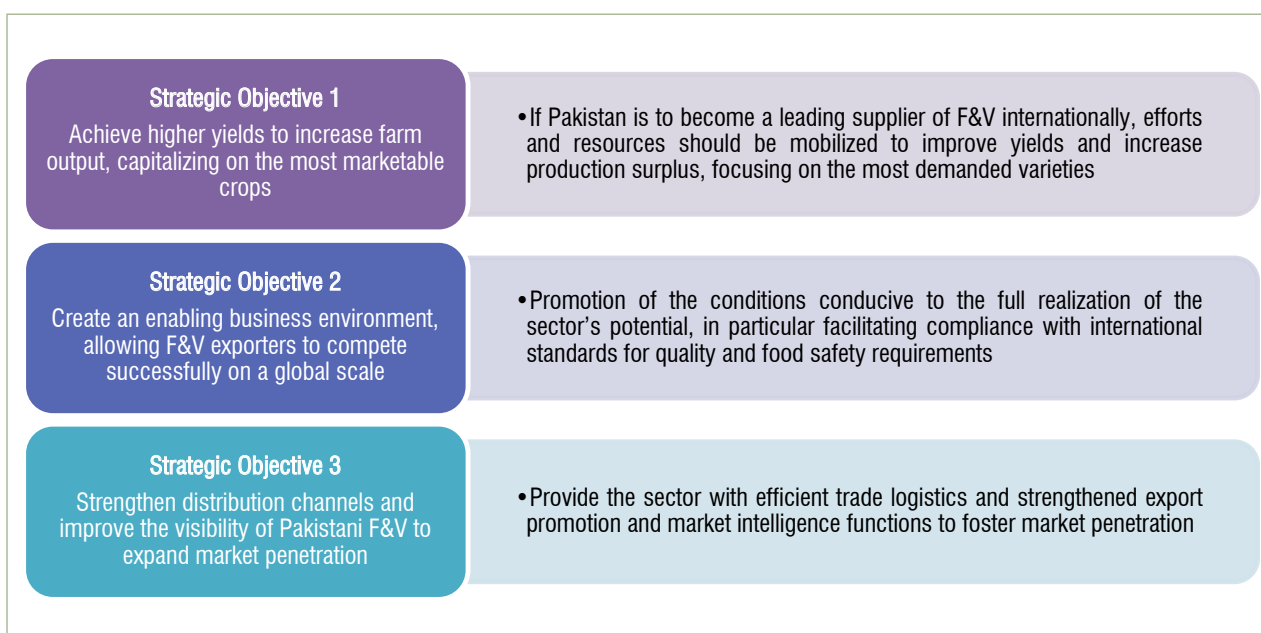 Strategic Objective 1
Achieve higher yields to increase farm
output, capitalizing on the most marketable
crops
•If Pakistan is to become a leading supplier of F&V internationally, efforts
and resources should be mobilized to improve yields and increase
production surplus, focusing on the most demanded varieties
Strategic Objective 2
Create an enabling business environment,
allowing F&V exporters to compete
successfully on a global scale
•Promotion of the conditions conducive to the full realization of the
sector’s potential, in particular facilitating compliance with international
standards for quality and food safety requirements
Strategic Objective 3
Strengthen distribution channels and
improve the visibility of Pakistani F&V to
expand market penetration
•Provide the sector with efficient trade logistics and strengthened export
promotion and market intelligence functions to foster market penetration